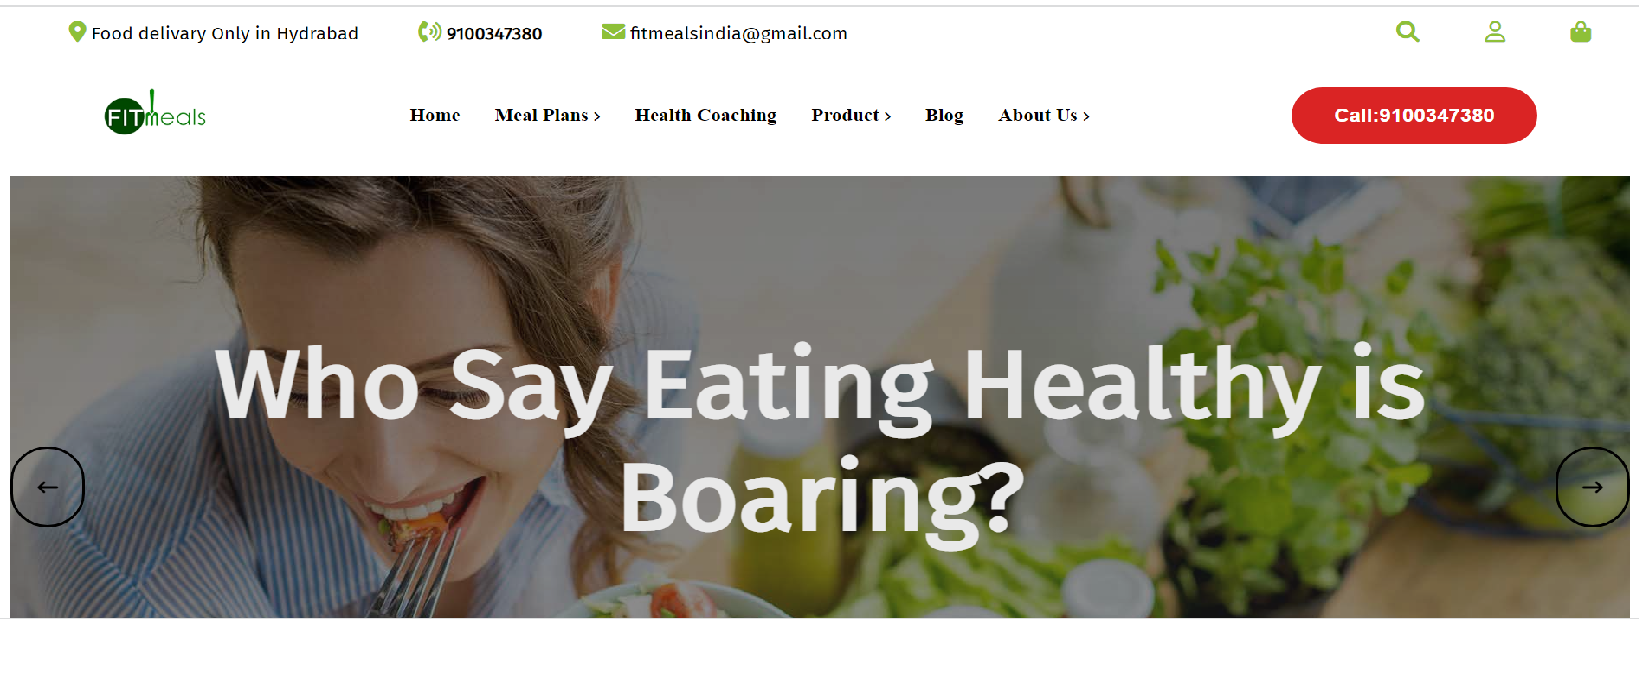 Food delivary Only in Hydrabad 9100347380 fitmealsindia@gmail.com
FITmeals Home Meal Plans › Health Coaching Product › Blog About Us › Call:9100347380
Who Say Eating Healthy is
Boaring?